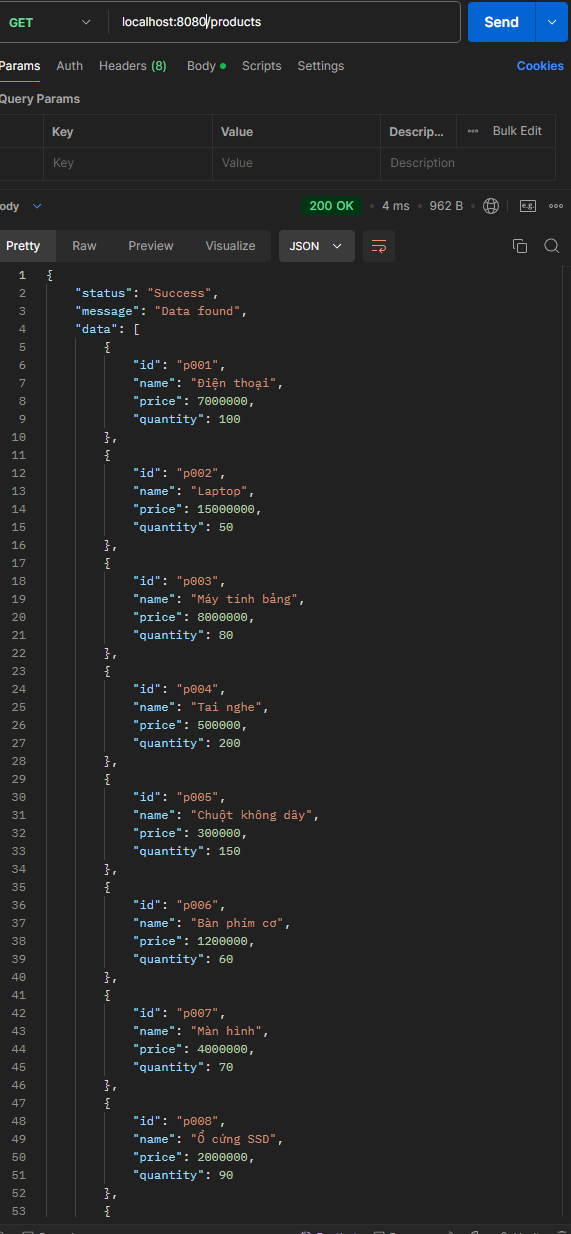 GET localhost:8080/products Send
Params Auth Headers (8) Body Scripts Settings Cookies
Query Params
Key Value Descrip... Bulk Edit
Key Value Description
ody 200 OK 4 ms 962 B e.g.
Pretty Raw Preview Visualize JSON
1 {
2 "status": "Success",
3 "message": "Data found",
4 "data": [
5 {
6 "id": "p001",
7 "name": "Điện thoại",
8 "price": 7000000,
9 "quantity": 100
10 },
11 {
12 "id": "p002",
13 "name": "Laptop",
14 "price": 15000000,
15 "quantity": 50
16 },
17 {
18 "id": "p003",
19 "name": "Máy tính bảng",
20 "price": 8000000,
21 "quantity": 80
22 },
23 {
24 "id": "p004",
25 "name": "Tai nghe",
26 "price": 500000,
27 "quantity": 200
28 },
29 {
30 "id": "p005",
31 "name": "Chuột không dây",
32 "price": 300000,
33 "quantity": 150
34 },
35 {
36 "id": "p006",
37 "name": "Bàn phím cơ",
38 "price": 1200000,
39 "quantity": 60
40 },
41 {
42 "id": "p007",
43 "name": "Màn hình",
44 "price": 4000000,
45 "quantity": 70
46 },
47 {
48 "id": "p008",
49 "name": "Ổ cứng SSD",
50 "price": 2000000,
51 "quantity": 90
52 },
53 {